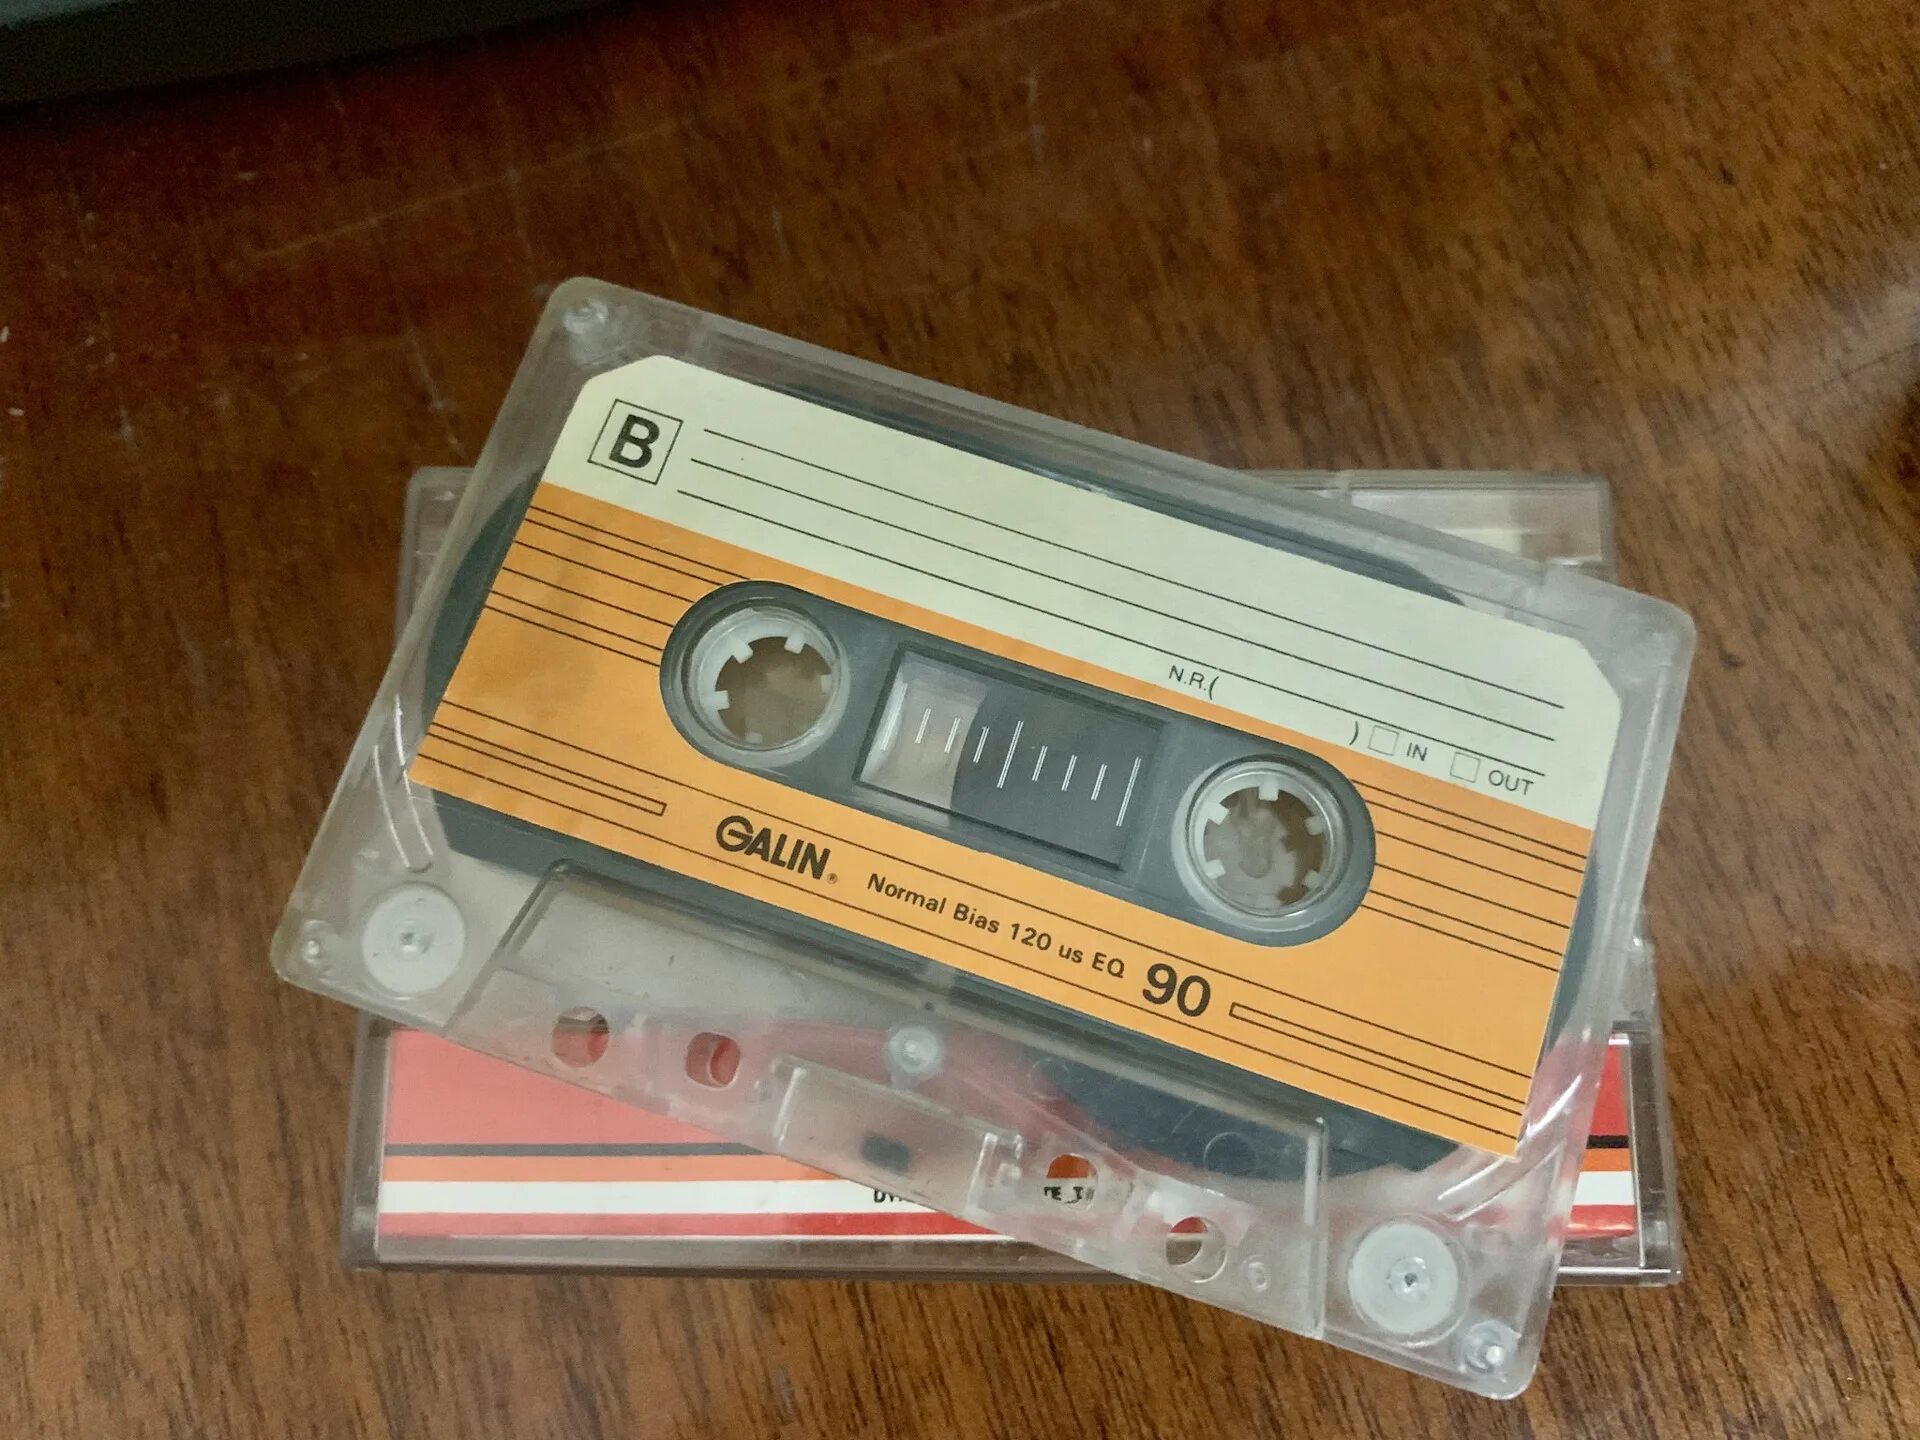 B
N.R.( ) IN OUT
GALIN® Normal Bias 120 us EQ 90